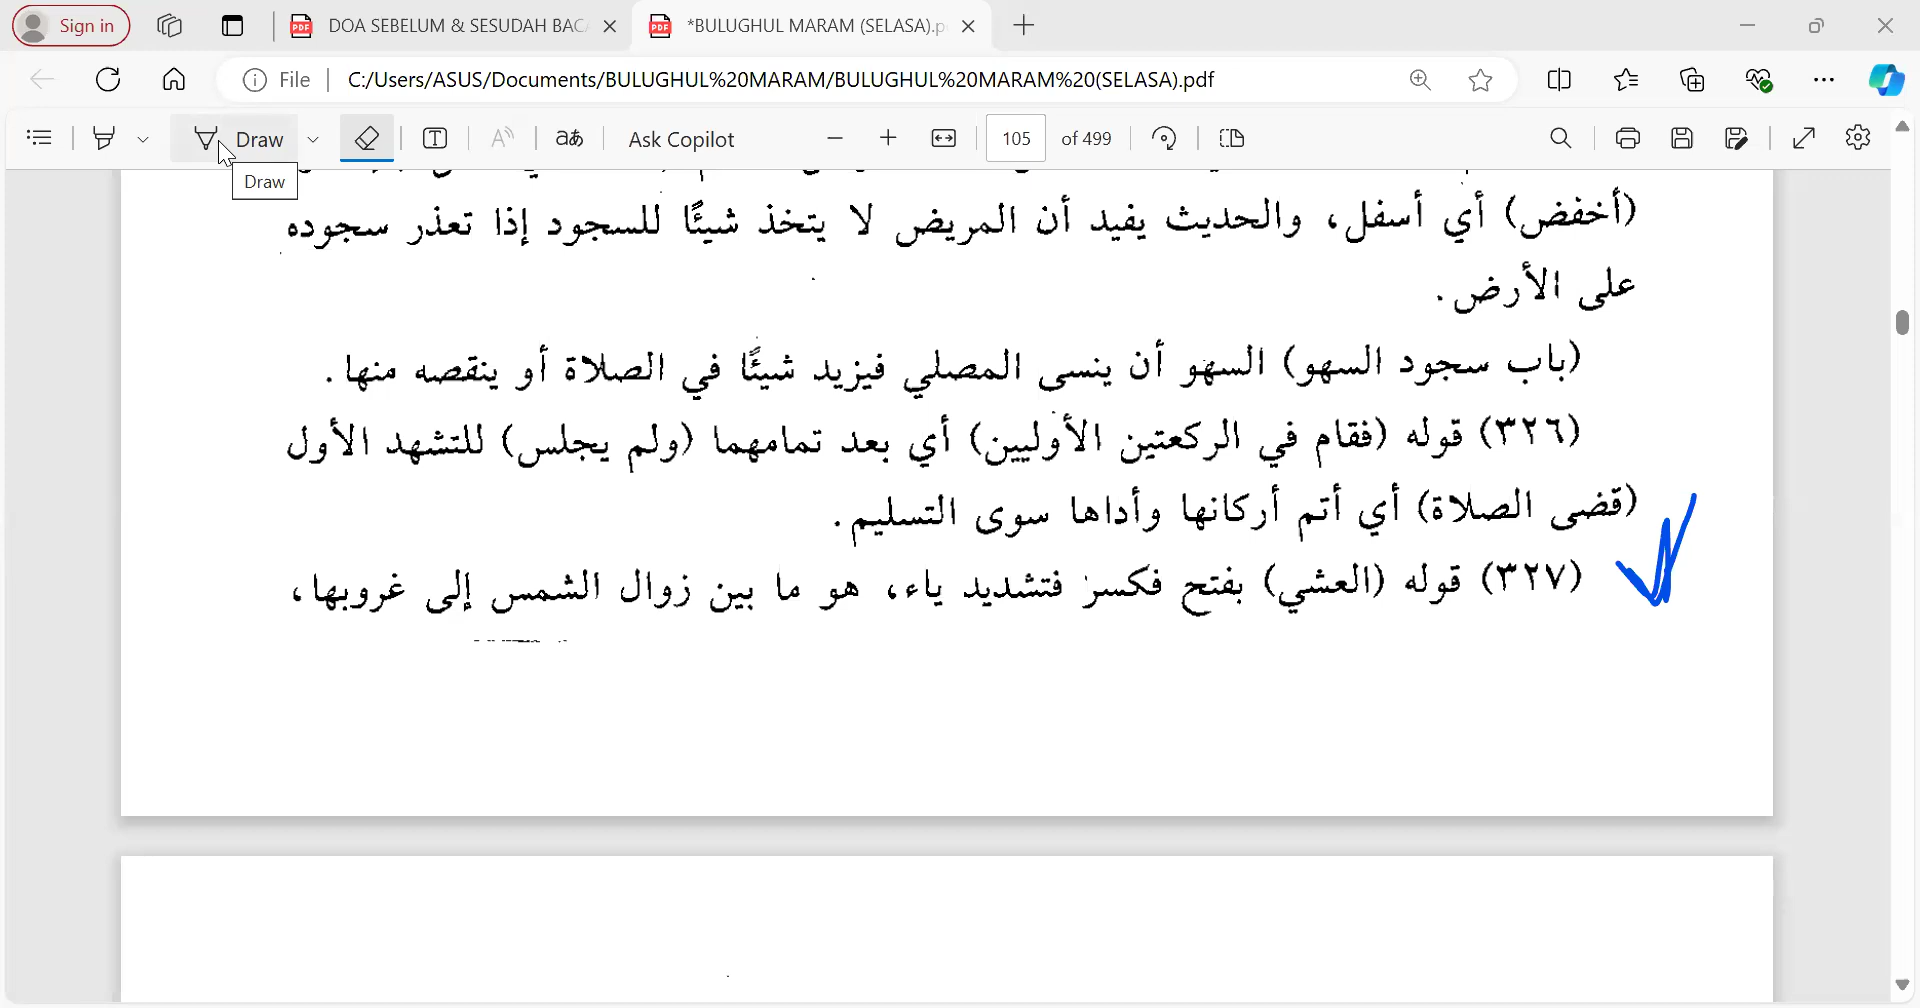 Sign in
DOA SEBELUM & SESUDAH BAC
*BULUGHUL MARAM (SELASA).p
File
C:/Users/ASUS/Documents/BULUGHUL%20MARAM/BULUGHUL%20MARAM%20(SELASA).pdf
Draw
aあ
Ask Copilot
105
of 499
Draw
(أخفض) أي أسفل، والحديث يفيد أن المريض لا يتخذ شيئًا للسجود إذا تعذر سجوده
على الأرض.
(باب سجود السهو) السهو أن ينسى المصلي فيزيد شيئًا في الصلاة أو ينقصه منها.
(٣٢٦) قوله (فقام في الركعتين الأوليين) أي بعد تمامهما (ولم يجلس) للتشهد الأول
(قضى الصلاة) أي أتم أركانها وأداها سوى التسليم.
(٣٢٧) قوله (العشي) بفتح فكسر فتشديد ياء، هو ما بين زوال الشمس إلى غروبها،